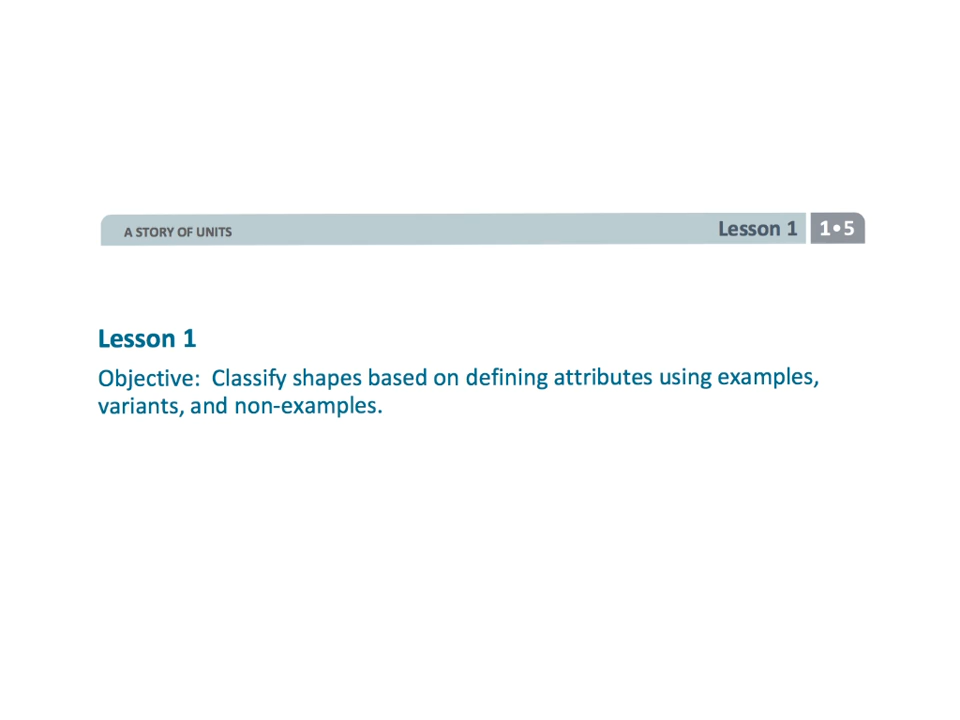 A STORY OF UNITS
Lesson 1
1•5
Lesson 1
Objective: Classify shapes based on defining attributes using examples,
variants, and non-examples.